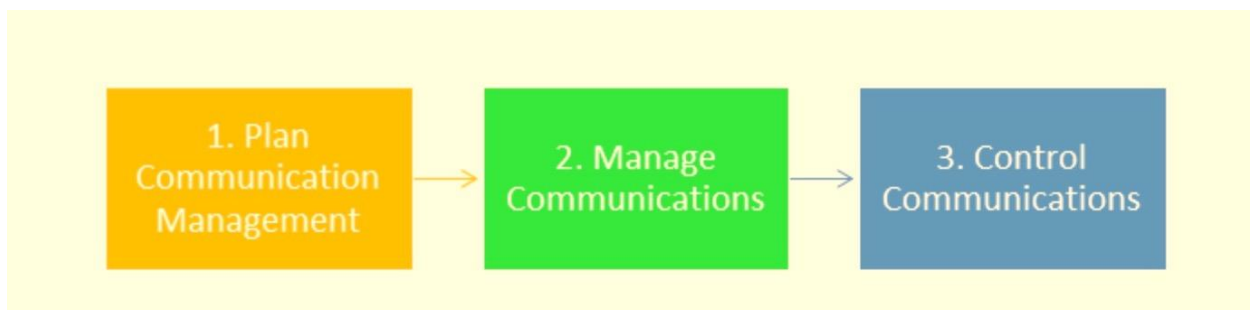 1. Plan
Communication
Management
2. Manage
Communications
3. Control
Communications